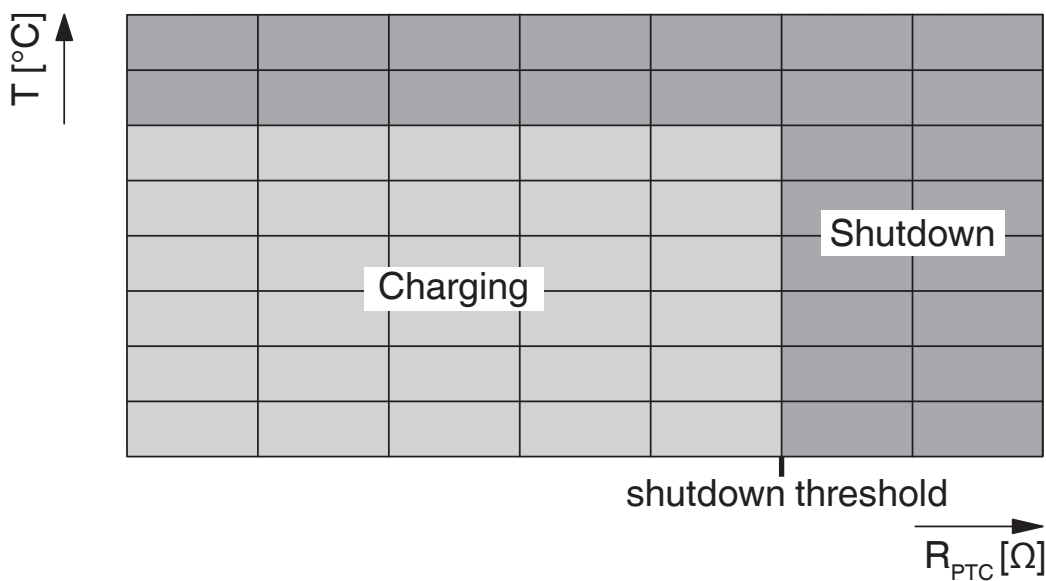 T [°C]
Shutdown
Charging
shutdown threshold
R_PTC [Ω]